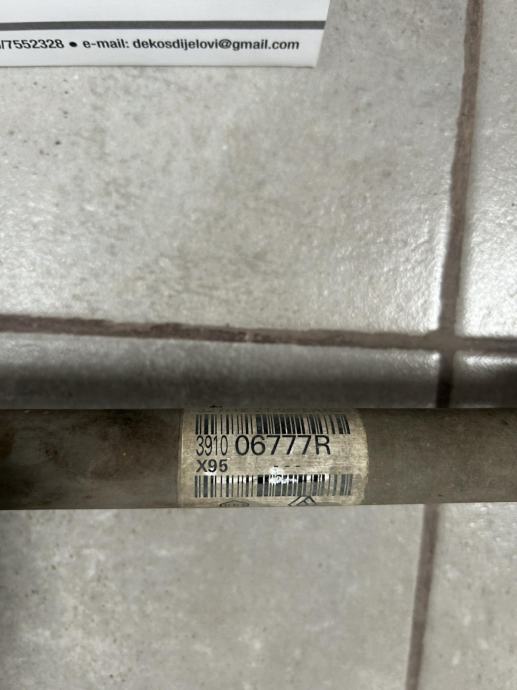 /7552328 ● e-mail: dekosdijelovi@gmail.com
3910 06777R
X95 ---